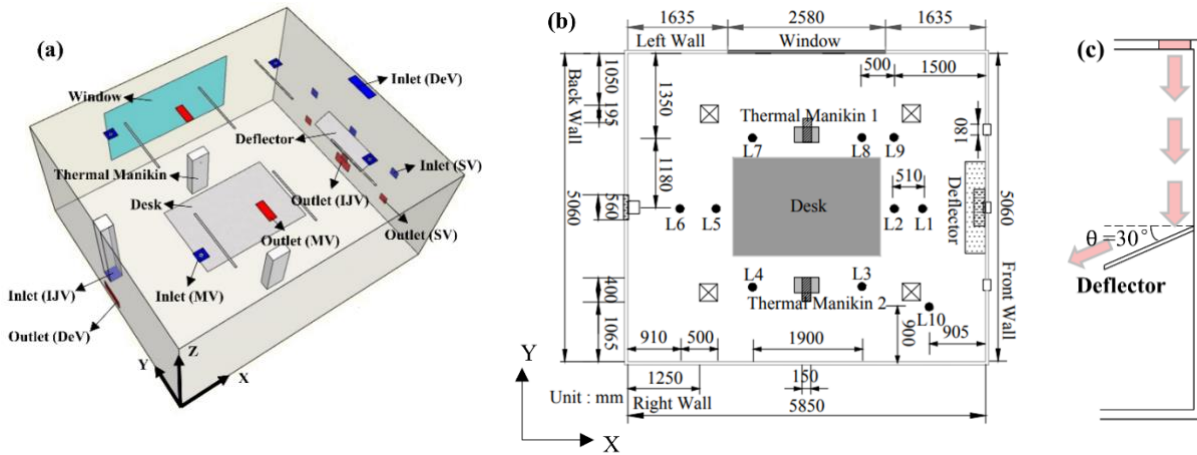 (a)
Inlet (DeV)
Window
Deflector
Inlet (SV)
Thermal Manikin
Outlet (IJV)
Desk
Outlet (SV)
Outlet (MV)
Inlet (IJV)
Inlet (MV)
Outlet (DeV)
Z
Y
X
(b)
1635
2580
1635
Left Wall
Window
Back Wall
1050
195
1350
500
1500
Thermal Manikin 1
180
L7
L8
L9
1180
510
Deflector
5060
560
5060
Desk
L6
L5
L2
L1
L4
L3
400
Thermal Manikin 2
L10
Front Wall
1065
900
910
500
1900
905
1250
150
Unit : mm
Right Wall
5850
Y
X
(c)
θ =30°
Deflector